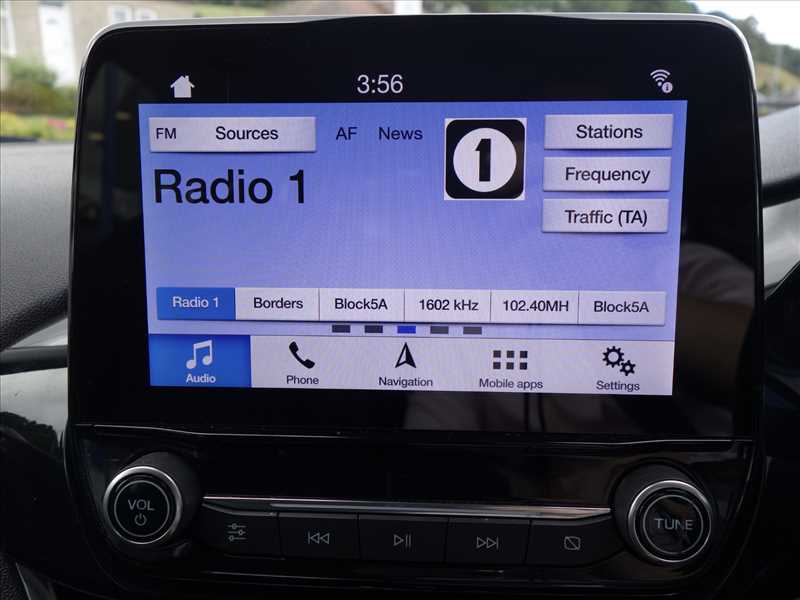 3:56
FM Sources AF News 1 Stations
Radio 1
Frequency
Traffic (TA)
Radio 1 Borders Block5A 1602 kHz 102.40MH Block5A
Audio Phone Navigation Mobile apps Settings
VOL TUNE